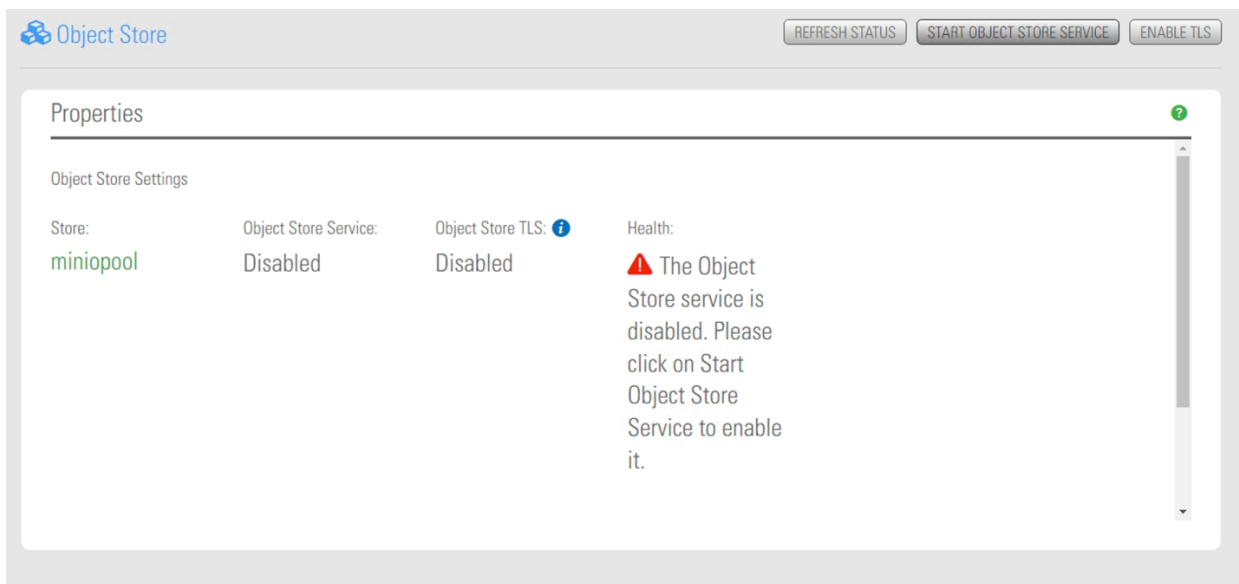 Object Store
REFRESH STATUS
START OBJECT STORE SERVICE
ENABLE TLS
Properties
Object Store Settings
Store:
miniopool
Object Store Service:
Disabled
Object Store TLS:
Disabled
Health:
The Object
Store service is
disabled. Please
click on Start
Object Store
Service to enable
it.